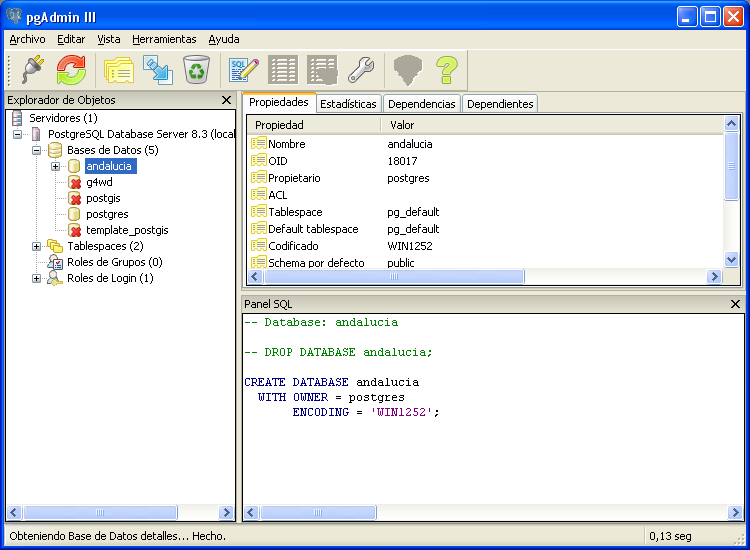 pgAdmin III
Archivo Editar Vista Herramientas Ayuda
SQL
Explorador de Objetos
Servidores (1)
PostgreSQL Database Server 8.3 (local
Bases de Datos (5)
andalucia
g4wd
postgis
postgres
template_postgis
Tablespaces (2)
Roles de Grupos (0)
Roles de Login (1)
Propiedades Estadísticas Dependencias Dependientes
Propiedad Valor
Nombre andalucia
OID 18017
Propietario postgres
ACL
Tablespace pg_default
Default tablespace pg_default
Codificado WIN1252
Schema por defecto public
Panel SQL
-- Database: andalucia
-- DROP DATABASE andalucia;
CREATE DATABASE andalucia
WITH OWNER = postgres
ENCODING = 'WIN1252';
Obteniendo Base de Datos detalles... Hecho. 0,13 seg